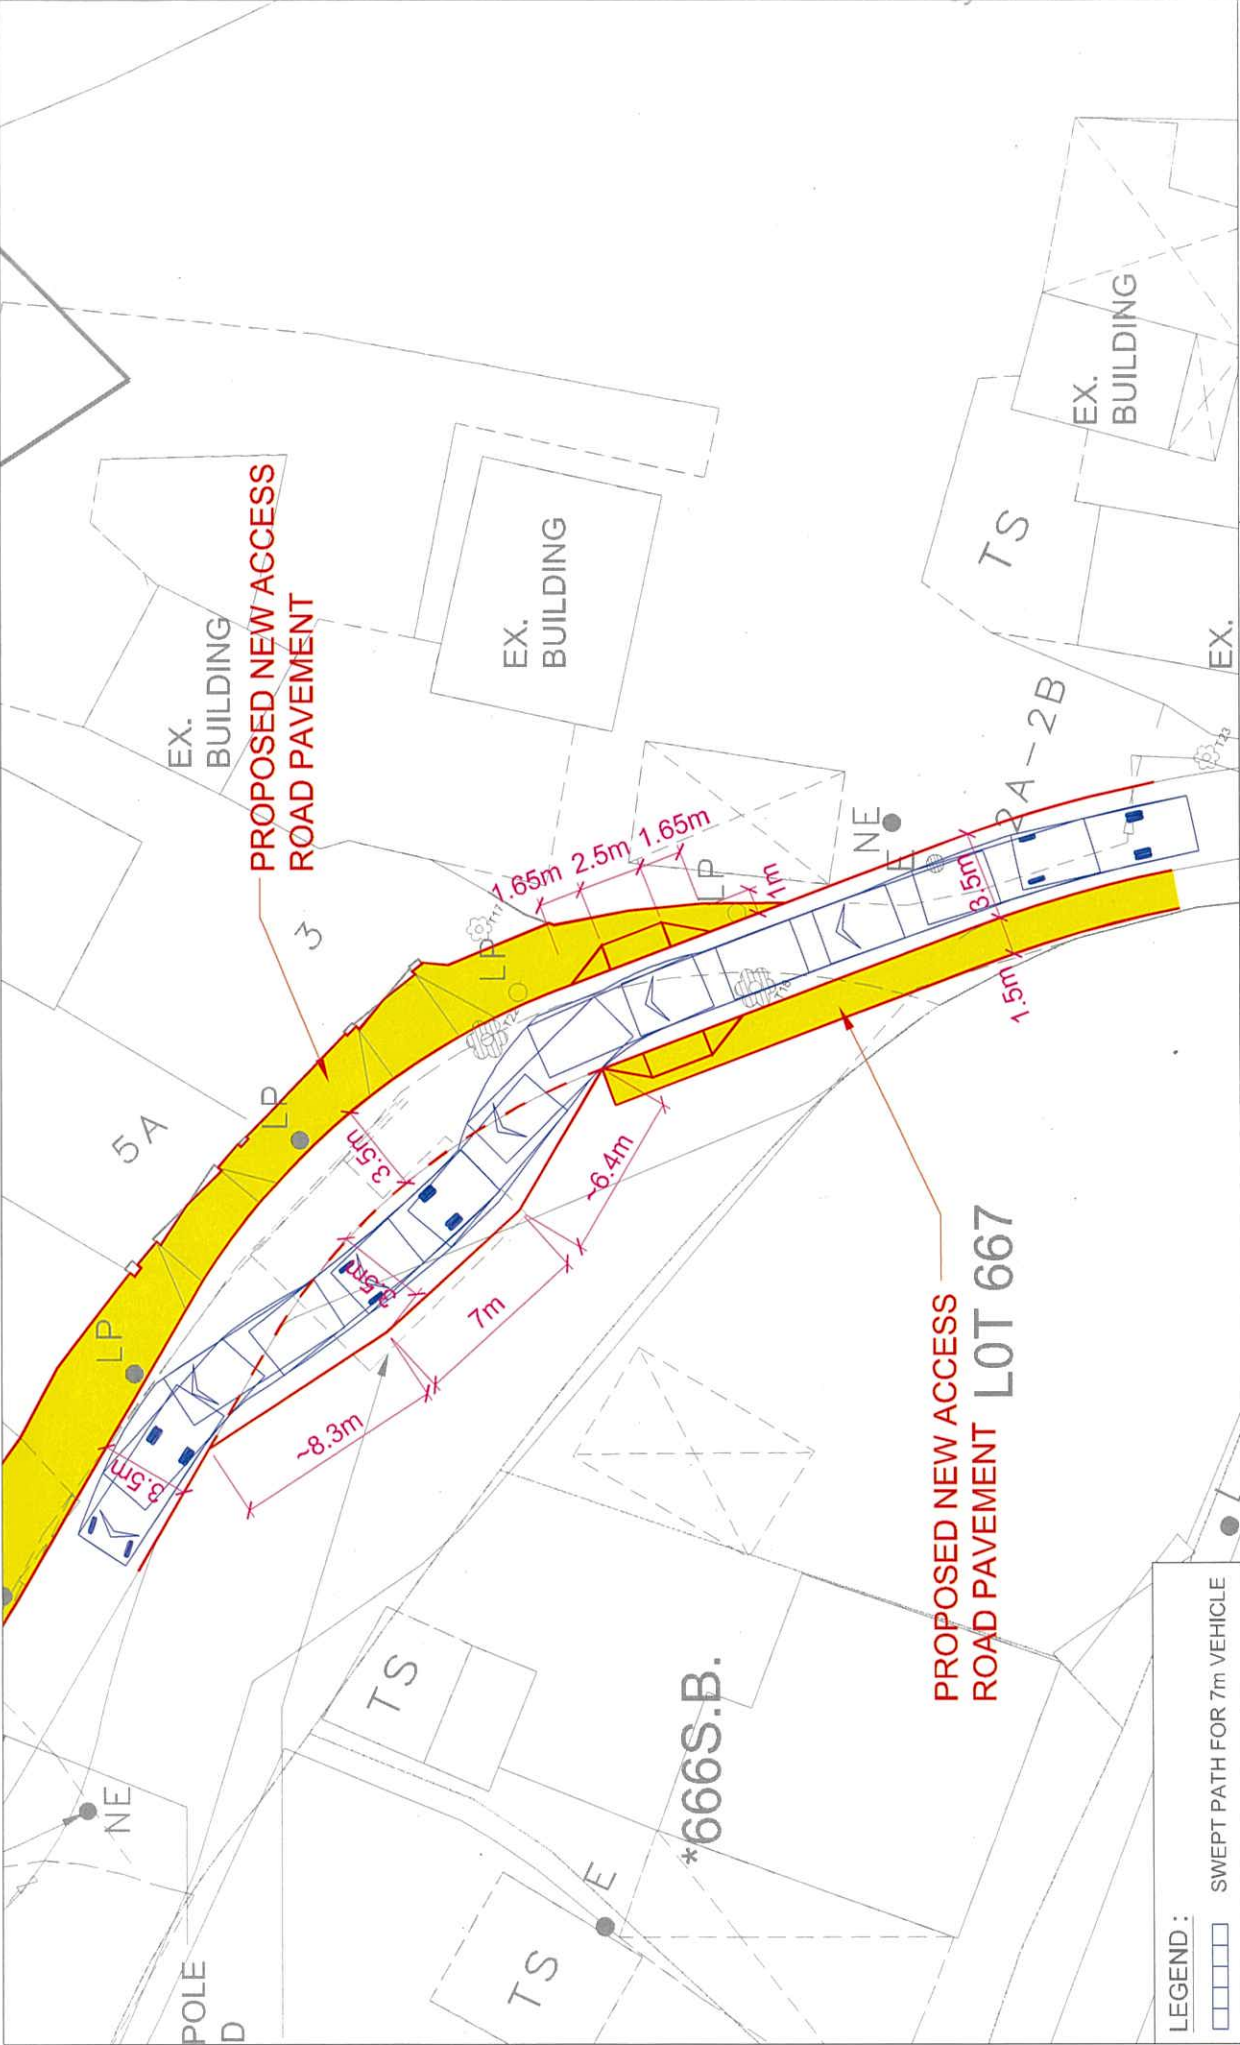 EX.
BUILDING
PROPOSED NEW ACCESS
ROAD PAVEMENT
EX.
BUILDING
EX.
BUILDING
TS
EX.
2A-2B
NE
E
LP
1.65m
2.5m
1.65m
1m
3.5m
1.5m
T17
LP
T23
3
5A
LP
LP
3.5m
3.5m
3.5m
~6.4m
7m
~8.3m
PROPOSED NEW ACCESS
ROAD PAVEMENT
LOT 667
TS
*666S.B.
NE
E
TS
POLE
D
LEGEND :
SWEPT PATH FOR 7m VEHICLE